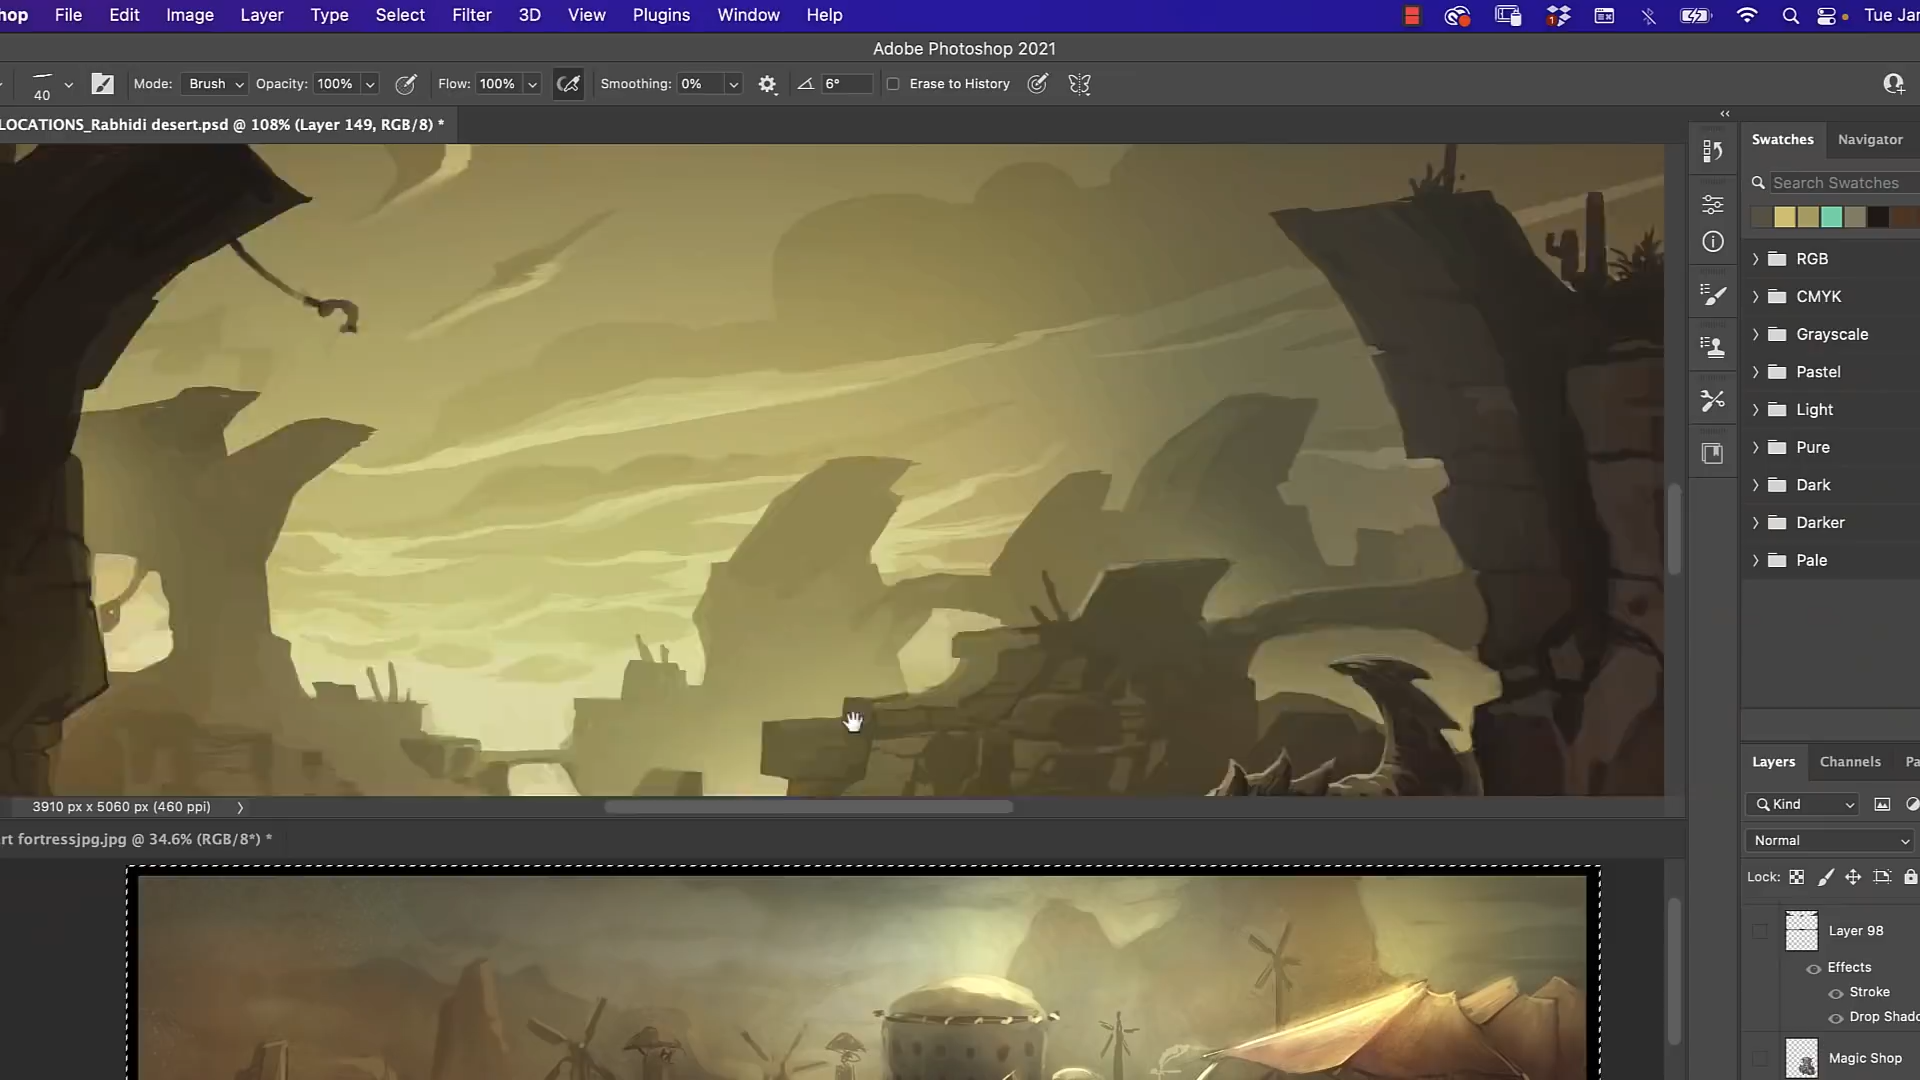 hop File Edit Image Layer Type Select Filter 3D View Plugins Window Help 1 Tue Jan
Adobe Photoshop 2021
40 Mode: Brush Opacity: 100% Flow: 100% Smoothing: 0% 6° Erase to History
LOCATIONS_Rabhidi desert.psd @ 108% (Layer 149, RGB/8) *
Swatches Navigator
Search Swatches
RGB
CMYK
Grayscale
Pastel
Light
Pure
Dark
Darker
Pale
Layers Channels Pa
Kind
Normal
Lock:
Layer 98
Effects
Stroke
Drop Shado
Magic Shop
3910 px x 5060 px (460 ppi)
rt fortressjpg.jpg @ 34.6% (RGB/8*) *